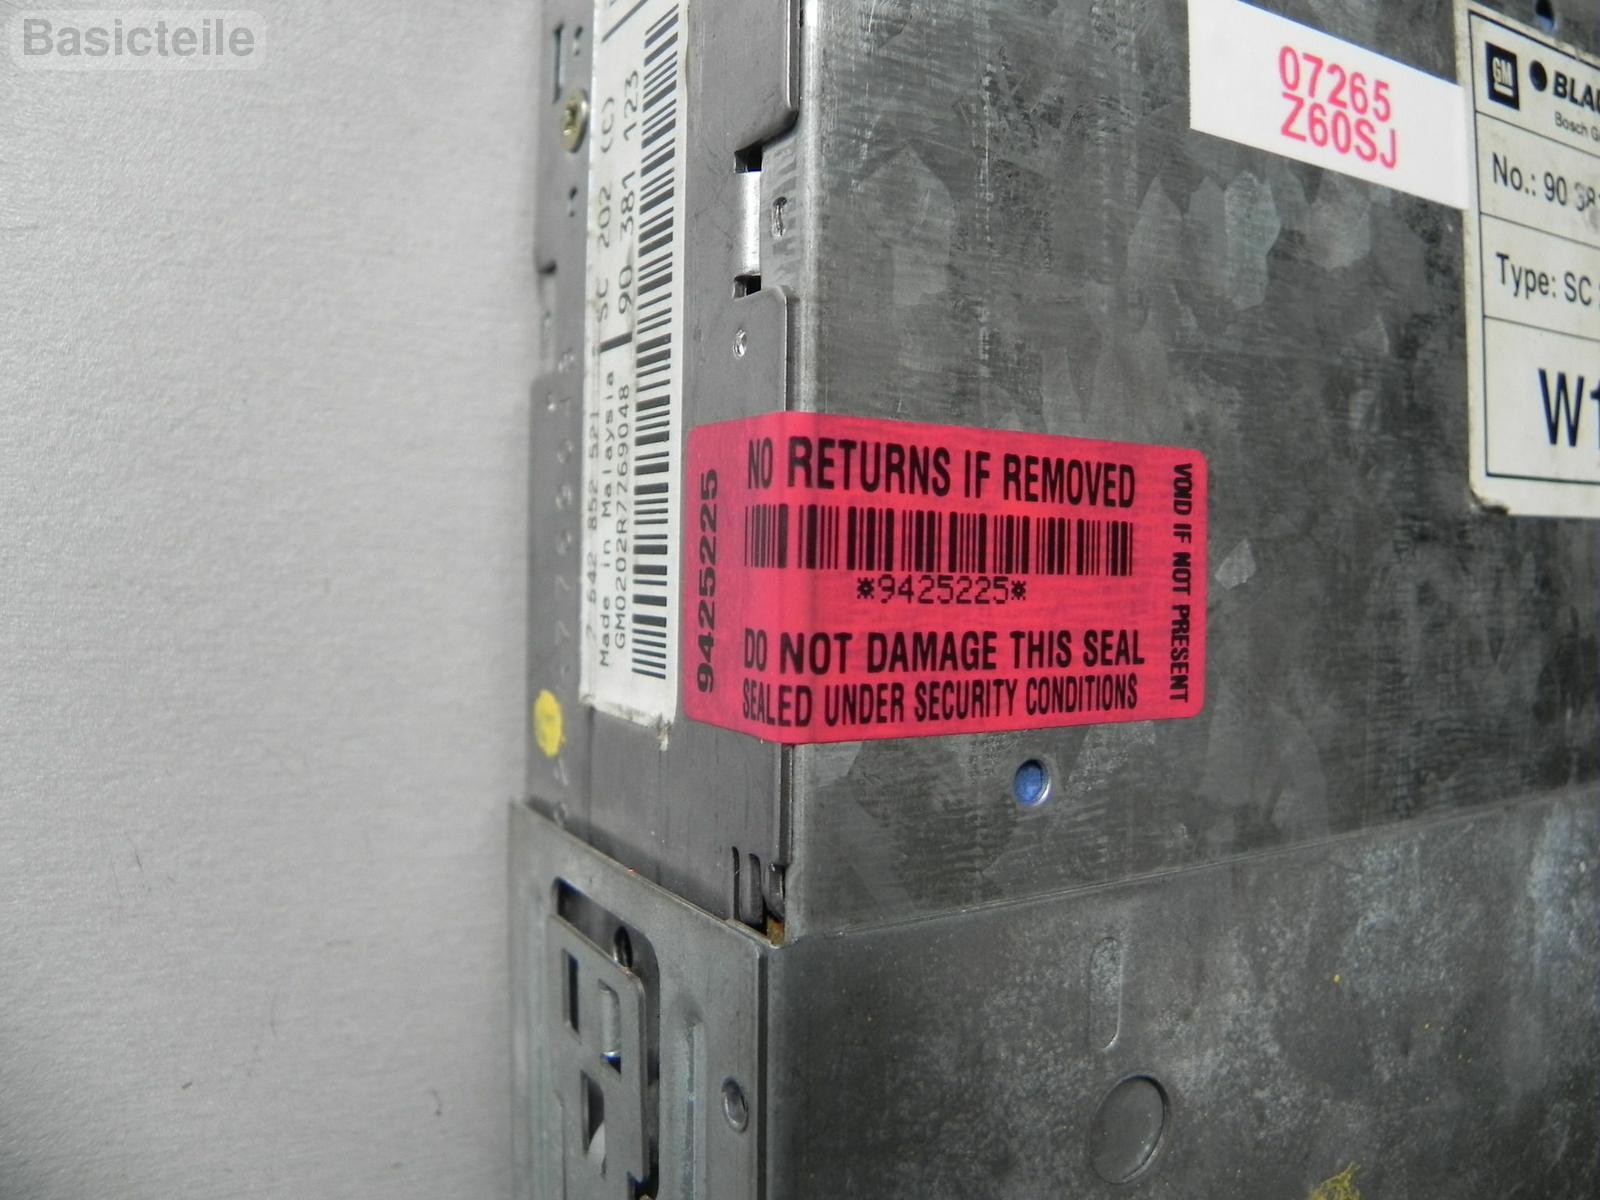 Basicteile
SC 202 (C)
90 381 123
7 642 852 521
Made in Malaysia
GM0202R7769048
07265
Z60SJ
GM
BLAU
Bosch G
No.: 90 381
Type: SC
W1
9425225
NO RETURNS IF REMOVED
*9425225*
DO NOT DAMAGE THIS SEAL
SEALED UNDER SECURITY CONDITIONS
VOID IF NOT PRESENT